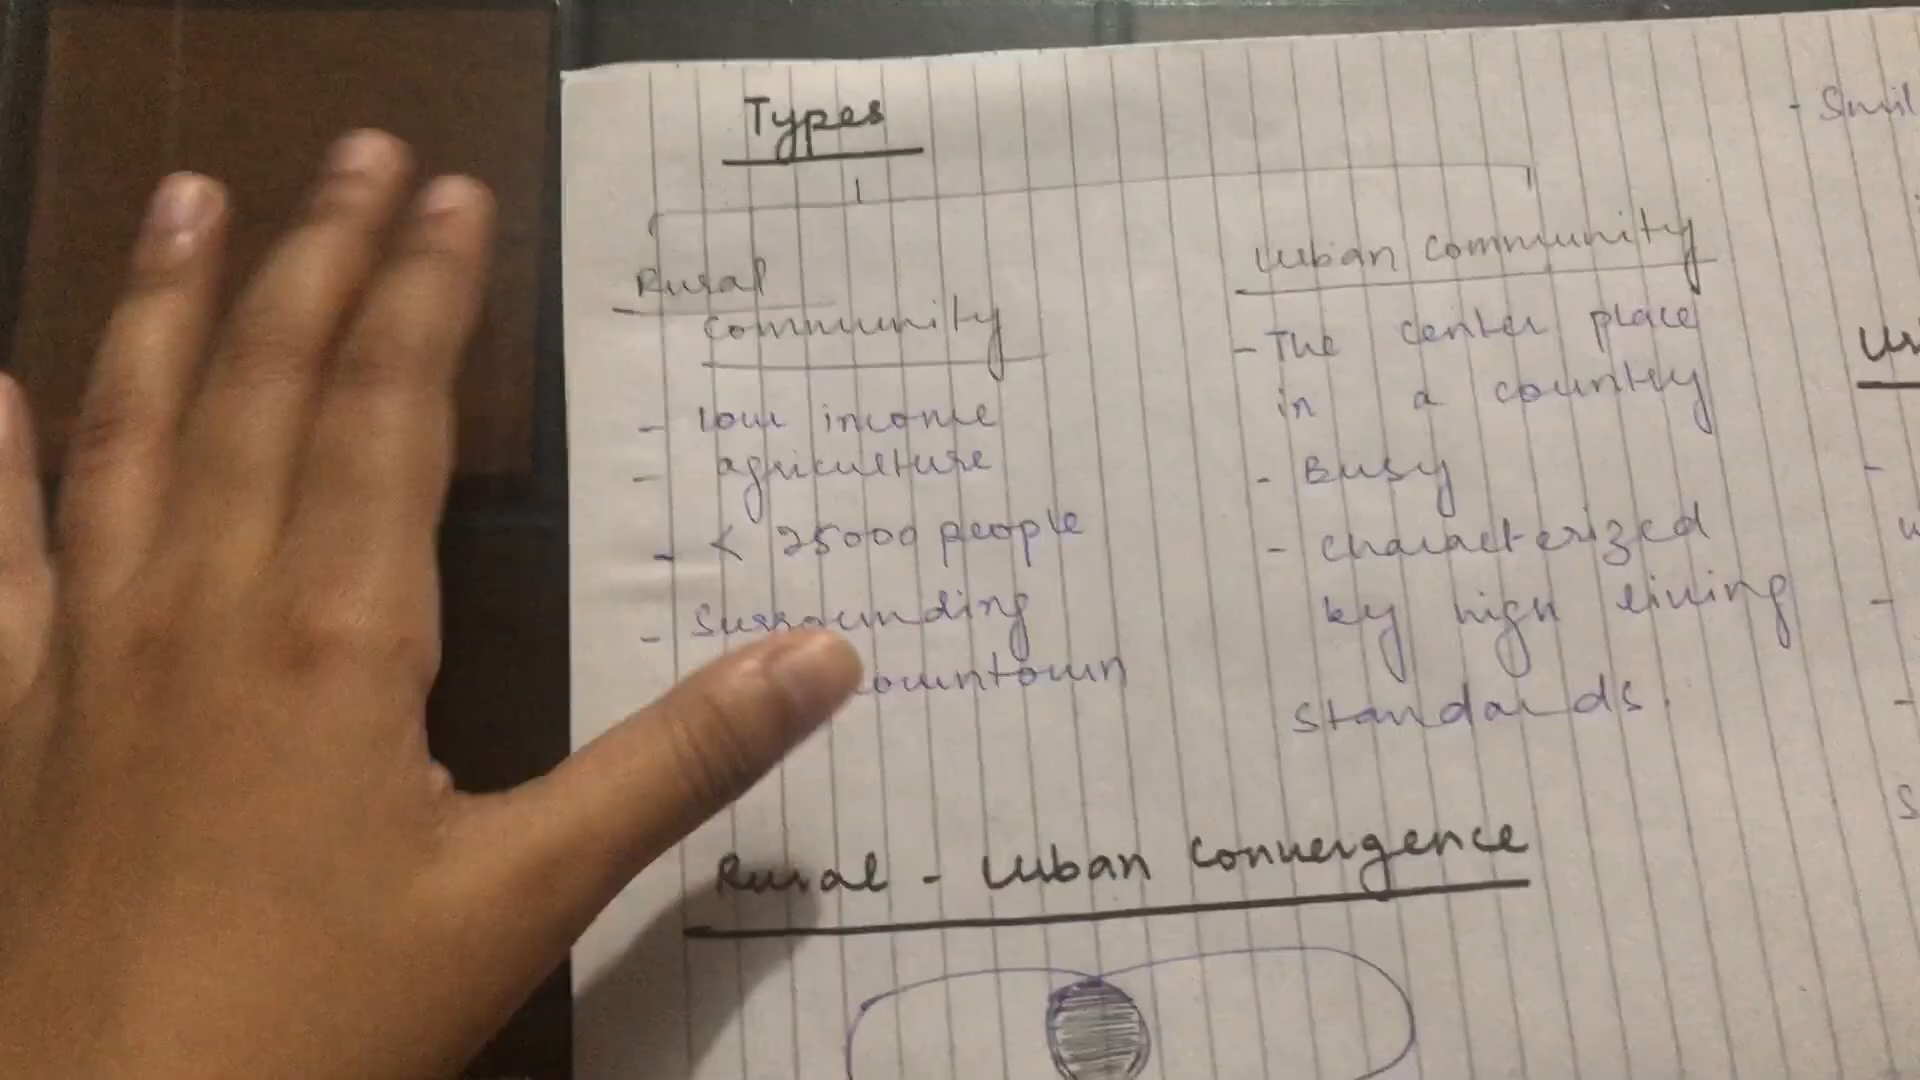 Types
Rural
community
- low income
- agriculture
- < 25000 people
- Surrounding
Urban community
- The center place
in a country
- Busy
- characterized
by high living
standards.
Rural - Urban Convergence